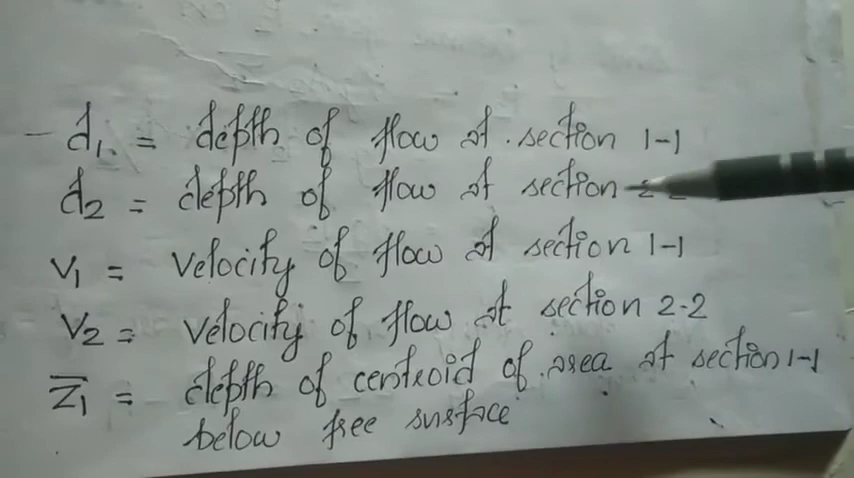 d1. = depth of flow at section 1-1
d2 = depth of flow at section
V1 = Velocity of flow at section 1-1
V2 = Velocity of flow at section 2-2
Z̅1 = depth of centroid of area at section 1-1
below free surface